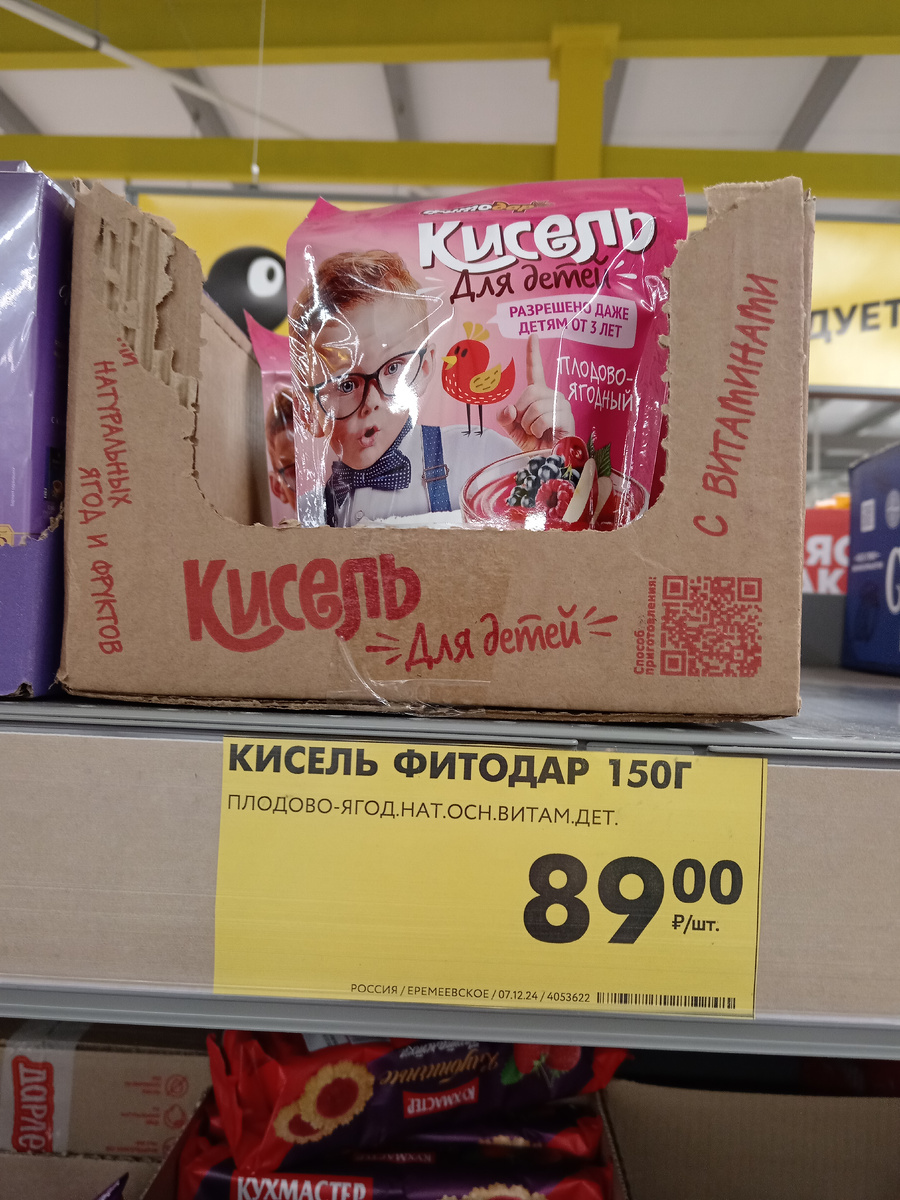 ФИТОДАР
Кисель
Для детей
РАЗРЕШЕНО ДАЖЕ
ДЕТЯМ ОТ 3 ЛЕТ
ПЛОДОВО-
ЯГОДНЫЙ
НАТУРАЛЬНЫХ
ЯГОД И ФРУКТОВ
С ВИТАМИНАМИ
Кисель
Для детей
Способ
приготовления:
КИСЕЛЬ ФИТОДАР 150Г
ПЛОДОВО-ЯГОД.НАТ.ОСН.ВИТАМ.ДЕТ.
89 00
₽/шт.
РОССИЯ / ЕРЕМЕЕВСКОЕ / 07.12.24 / 4053622
КУХМАСТЕР
КУХМАСТЕР